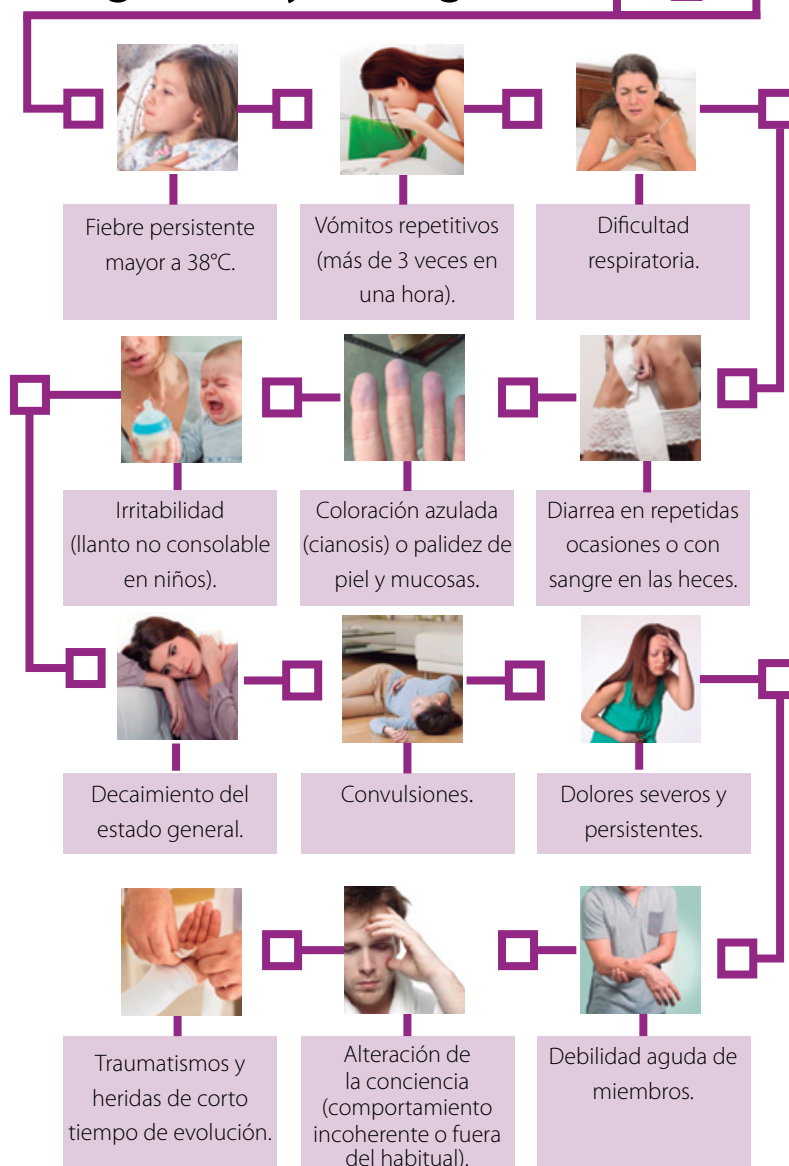 Fiebre persistente
mayor a 38°C.
Vómitos repetitivos
(más de 3 veces en
una hora).
Dificultad
respiratoria.
Irritabilidad
(llanto no consolable
en niños).
Coloración azulada
(cianosis) o palidez de
piel y mucosas.
Diarrea en repetidas
ocasiones o con
sangre en las heces.
Decaimiento del
estado general.
Convulsiones.
Dolores severos y
persistentes.
Traumatismos y
heridas de corto
tiempo de evolución.
Alteración de
la conciencia
(comportamiento
incoherente o fuera
del habitual).
Debilidad aguda de
miembros.